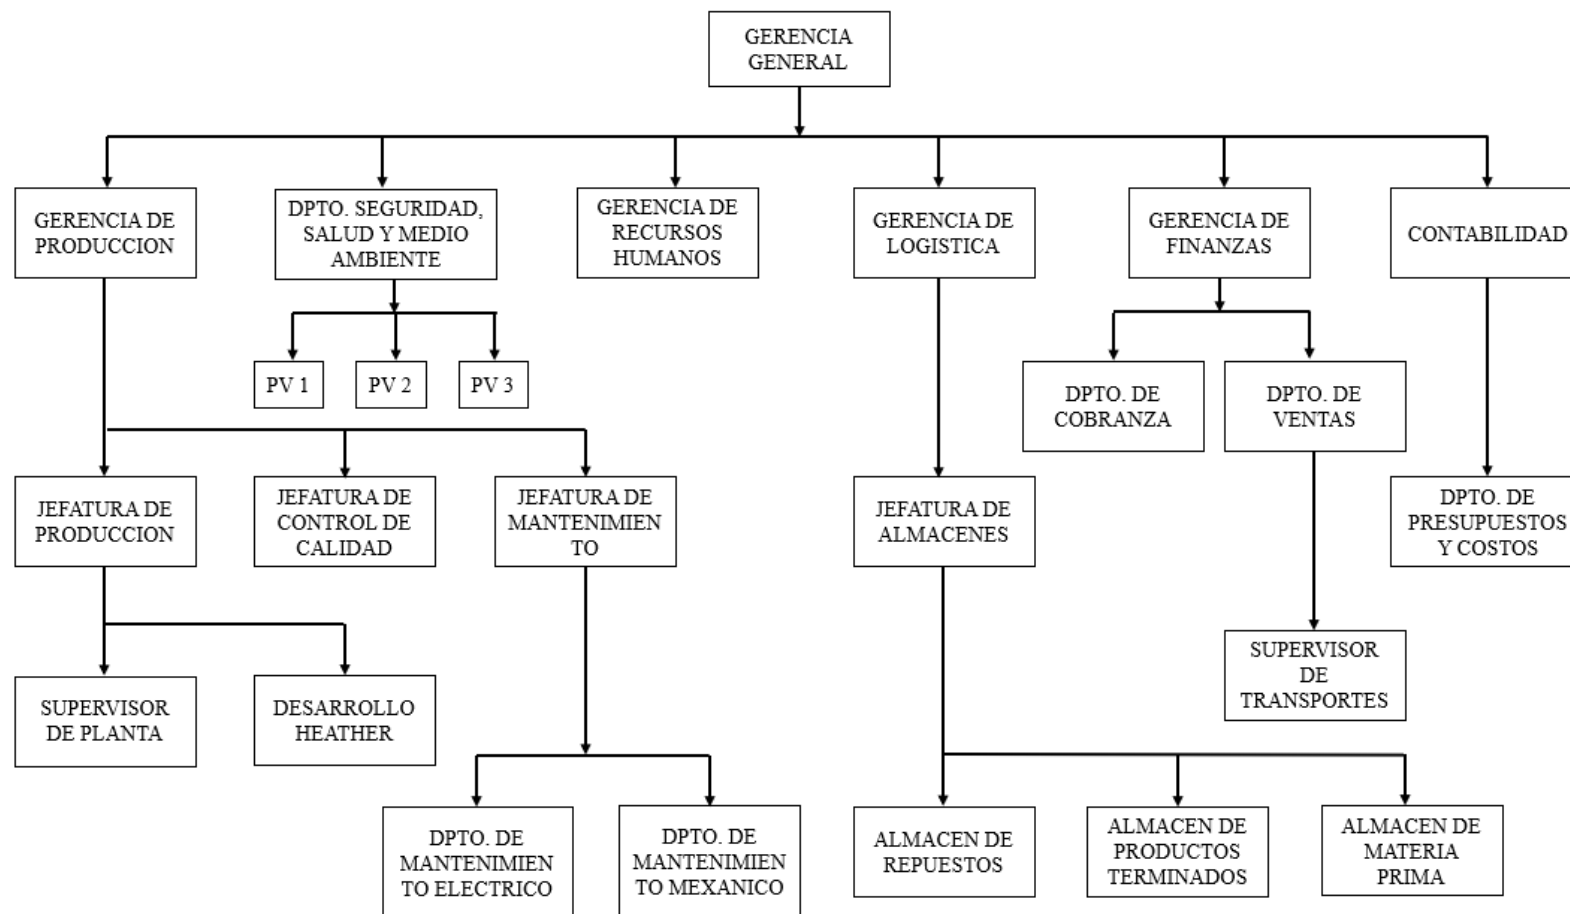 GERENCIA
GENERAL
GERENCIA DE
PRODUCCION
DPTO. SEGURIDAD,
SALUD Y MEDIO
AMBIENTE
GERENCIA DE
RECURSOS
HUMANOS
GERENCIA DE
LOGISTICA
GERENCIA DE
FINANZAS
CONTABILIDAD
PV 1
PV 2
PV 3
DPTO. DE
COBRANZA
DPTO. DE
VENTAS
JEFATURA DE
PRODUCCION
JEFATURA DE
CONTROL DE
CALIDAD
JEFATURA DE
MANTENIMIEN
TO
JEFATURA DE
ALMACENES
DPTO. DE
PRESUPUESTOS
Y COSTOS
SUPERVISOR
DE PLANTA
DESARROLLO
HEATHER
SUPERVISOR
DE
TRANSPORTES
DPTO. DE
MANTENIMIEN
TO ELECTRICO
DPTO. DE
MANTENIMIEN
TO MEXANICO
ALMACEN DE
REPUESTOS
ALMACEN DE
PRODUCTOS
TERMINADOS
ALMACEN DE
MATERIA
PRIMA